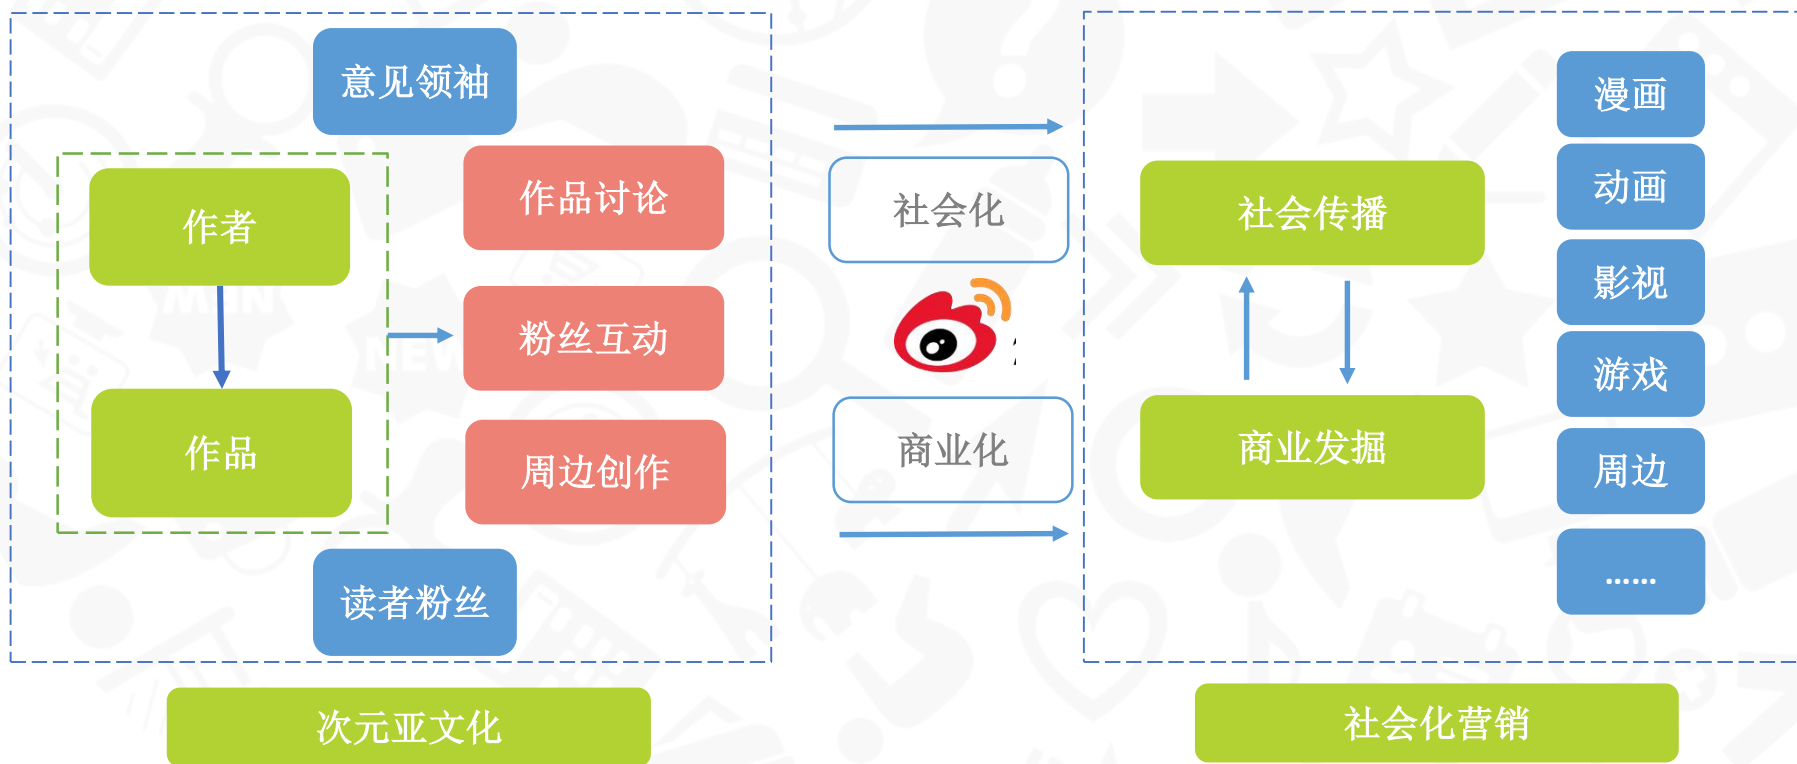 意见领袖
作者
作品
作品讨论
粉丝互动
周边创作
读者粉丝
次元亚文化
社会化
商业化
社会传播
商业发掘
漫画
动画
影视
游戏
周边
……
社会化营销